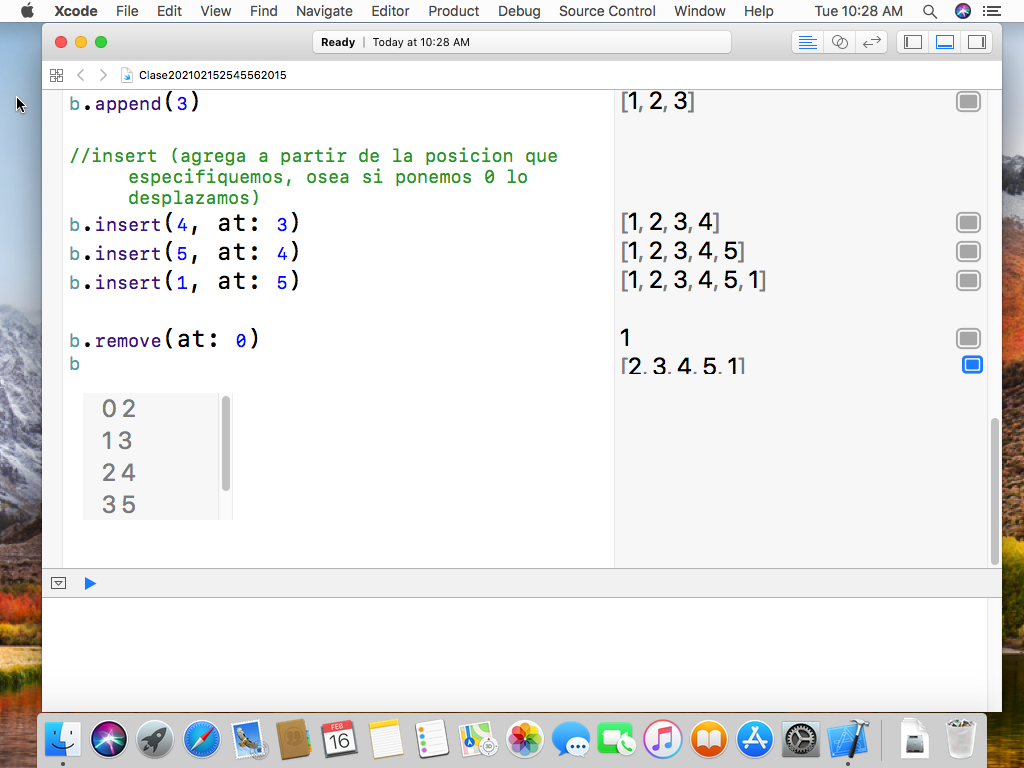 Xcode File Edit View Find Navigate Editor Product Debug Source Control Window Help Tue 10:28 AM
Ready | Today at 10:28 AM
Clase202102152545562015
b.append(3) [1, 2, 3]
//insert (agrega a partir de la posicion que
especifiquemos, osea si ponemos 0 lo
desplazamos)
b.insert(4, at: 3) [1, 2, 3, 4]
b.insert(5, at: 4) [1, 2, 3, 4, 5]
b.insert(1, at: 5) [1, 2, 3, 4, 5, 1]
b.remove(at: 0) 1
b [2, 3, 4, 5, 1]
0 2
1 3
2 4
3 5
FEB
16